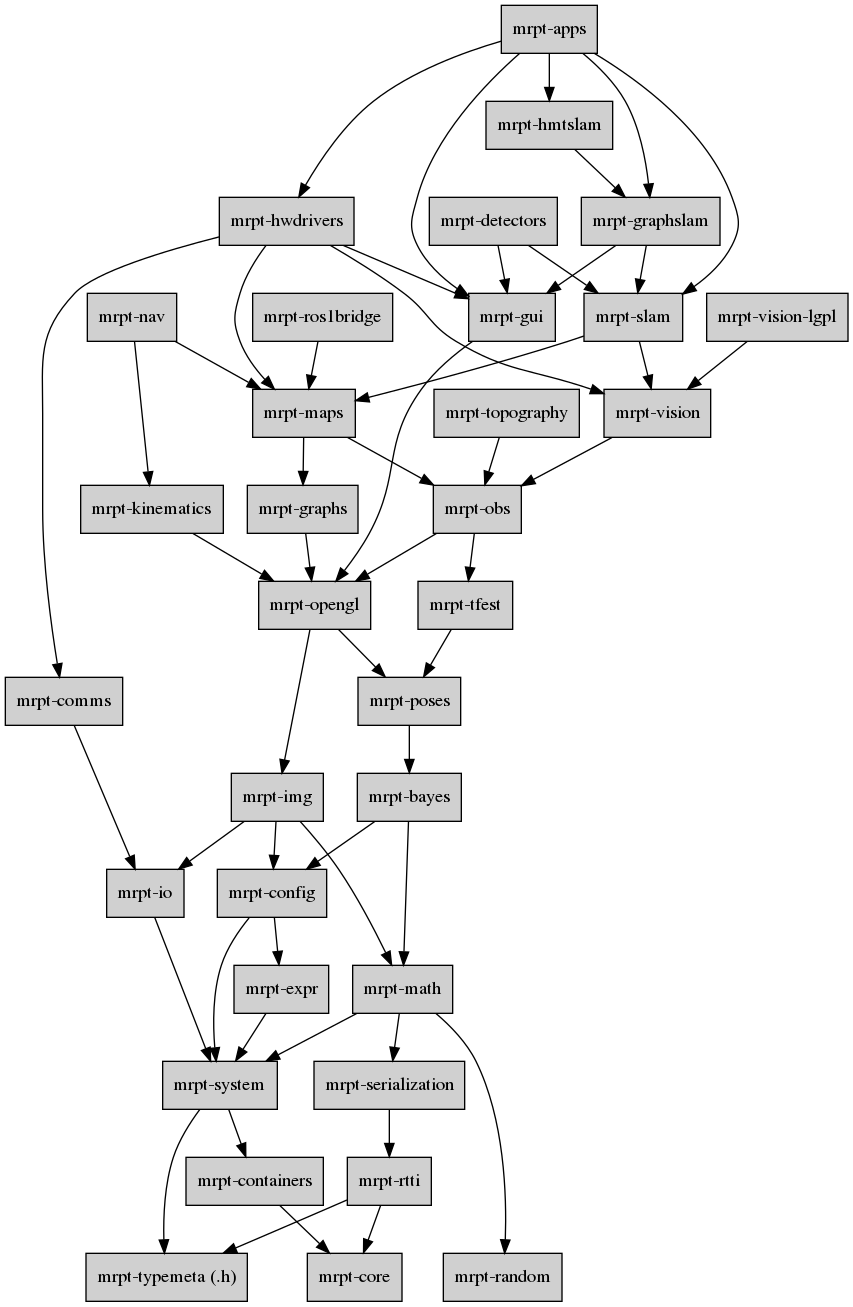 mrpt-apps
mrpt-hmtslam
mrpt-hwdrivers
mrpt-detectors
mrpt-graphslam
mrpt-nav
mrpt-ros1bridge
mrpt-gui
mrpt-slam
mrpt-vision-lgpl
mrpt-maps
mrpt-topography
mrpt-vision
mrpt-kinematics
mrpt-graphs
mrpt-obs
mrpt-opengl
mrpt-tfest
mrpt-comms
mrpt-poses
mrpt-img
mrpt-bayes
mrpt-io
mrpt-config
mrpt-expr
mrpt-math
mrpt-system
mrpt-serialization
mrpt-containers
mrpt-rtti
mrpt-typemeta (.h)
mrpt-core
mrpt-random